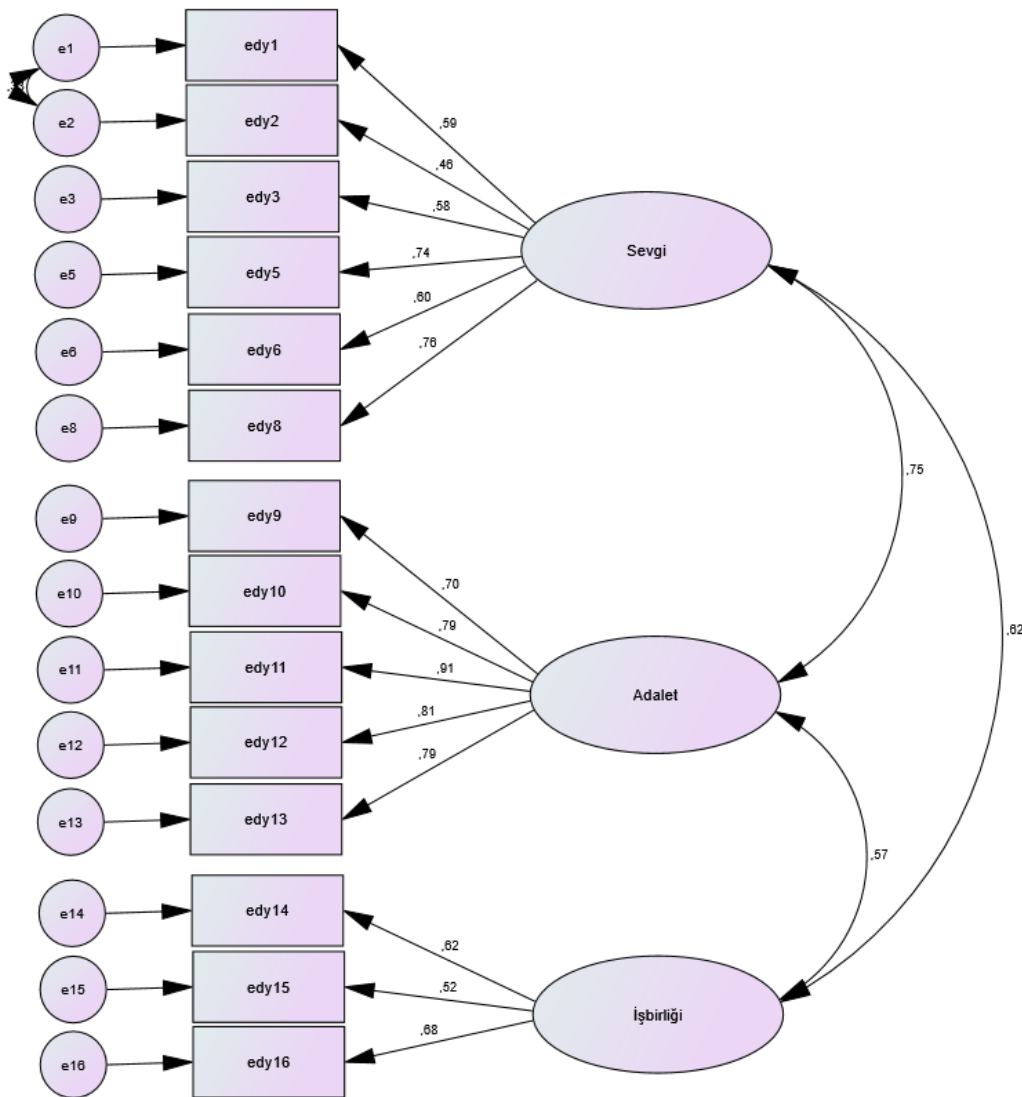 e1
edy1
e2
edy2
e3
edy3
e5
edy5
e6
edy6
e8
edy8
,59
,46
,58
,74
,60
,76
Sevgi
e9
edy9
e10
edy10
e11
edy11
e12
edy12
e13
edy13
,70
,79
,91
,81
,79
Adalet
e14
edy14
e15
edy15
e16
edy16
,62
,52
,68
İşbirliği
,75
,62
,57